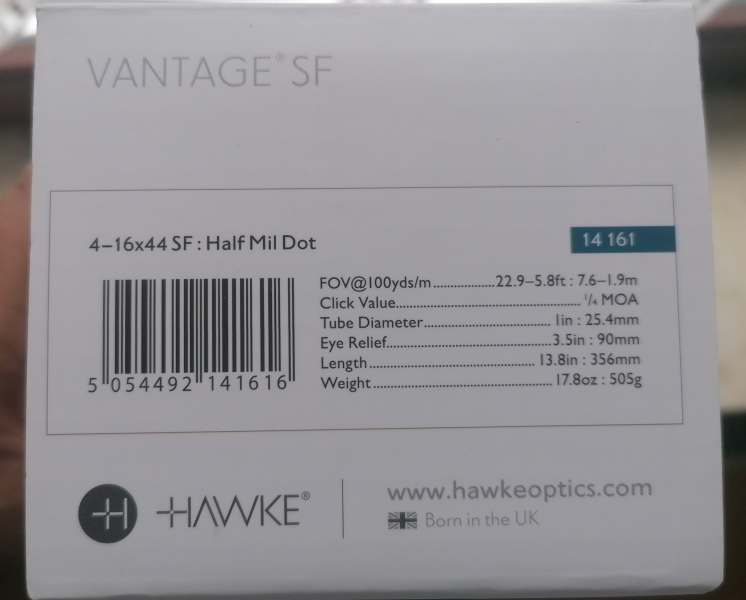 VANTAGE® SF
4–16x44 SF : Half Mil Dot
14 161
FOV@100yds/m..............22.9–5.8ft : 7.6–1.9m
Click Value..............¼ MOA
Tube Diameter..............1in : 25.4mm
Eye Relief..............3.5in : 90mm
Length..............13.8in : 356mm
Weight..............17.8oz : 505g
5 054492 141616
HAWKE®
www.hawkeoptics.com
Born in the UK